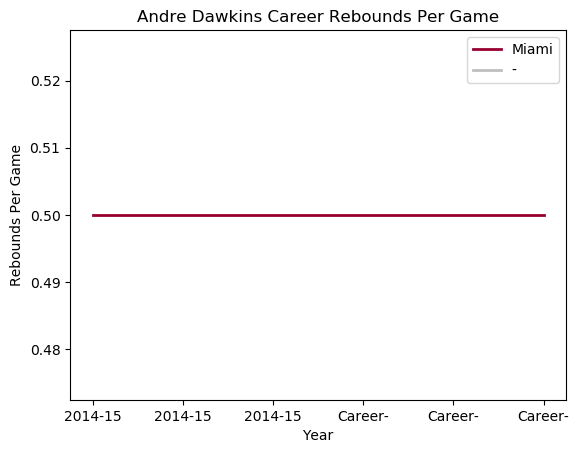 Andre Dawkins Career Rebounds Per Game
Miami
-
0.52
0.51
0.50
0.49
0.48
Rebounds Per Game
2014-15 2014-15 2014-15 Career- Career- Career-
Year